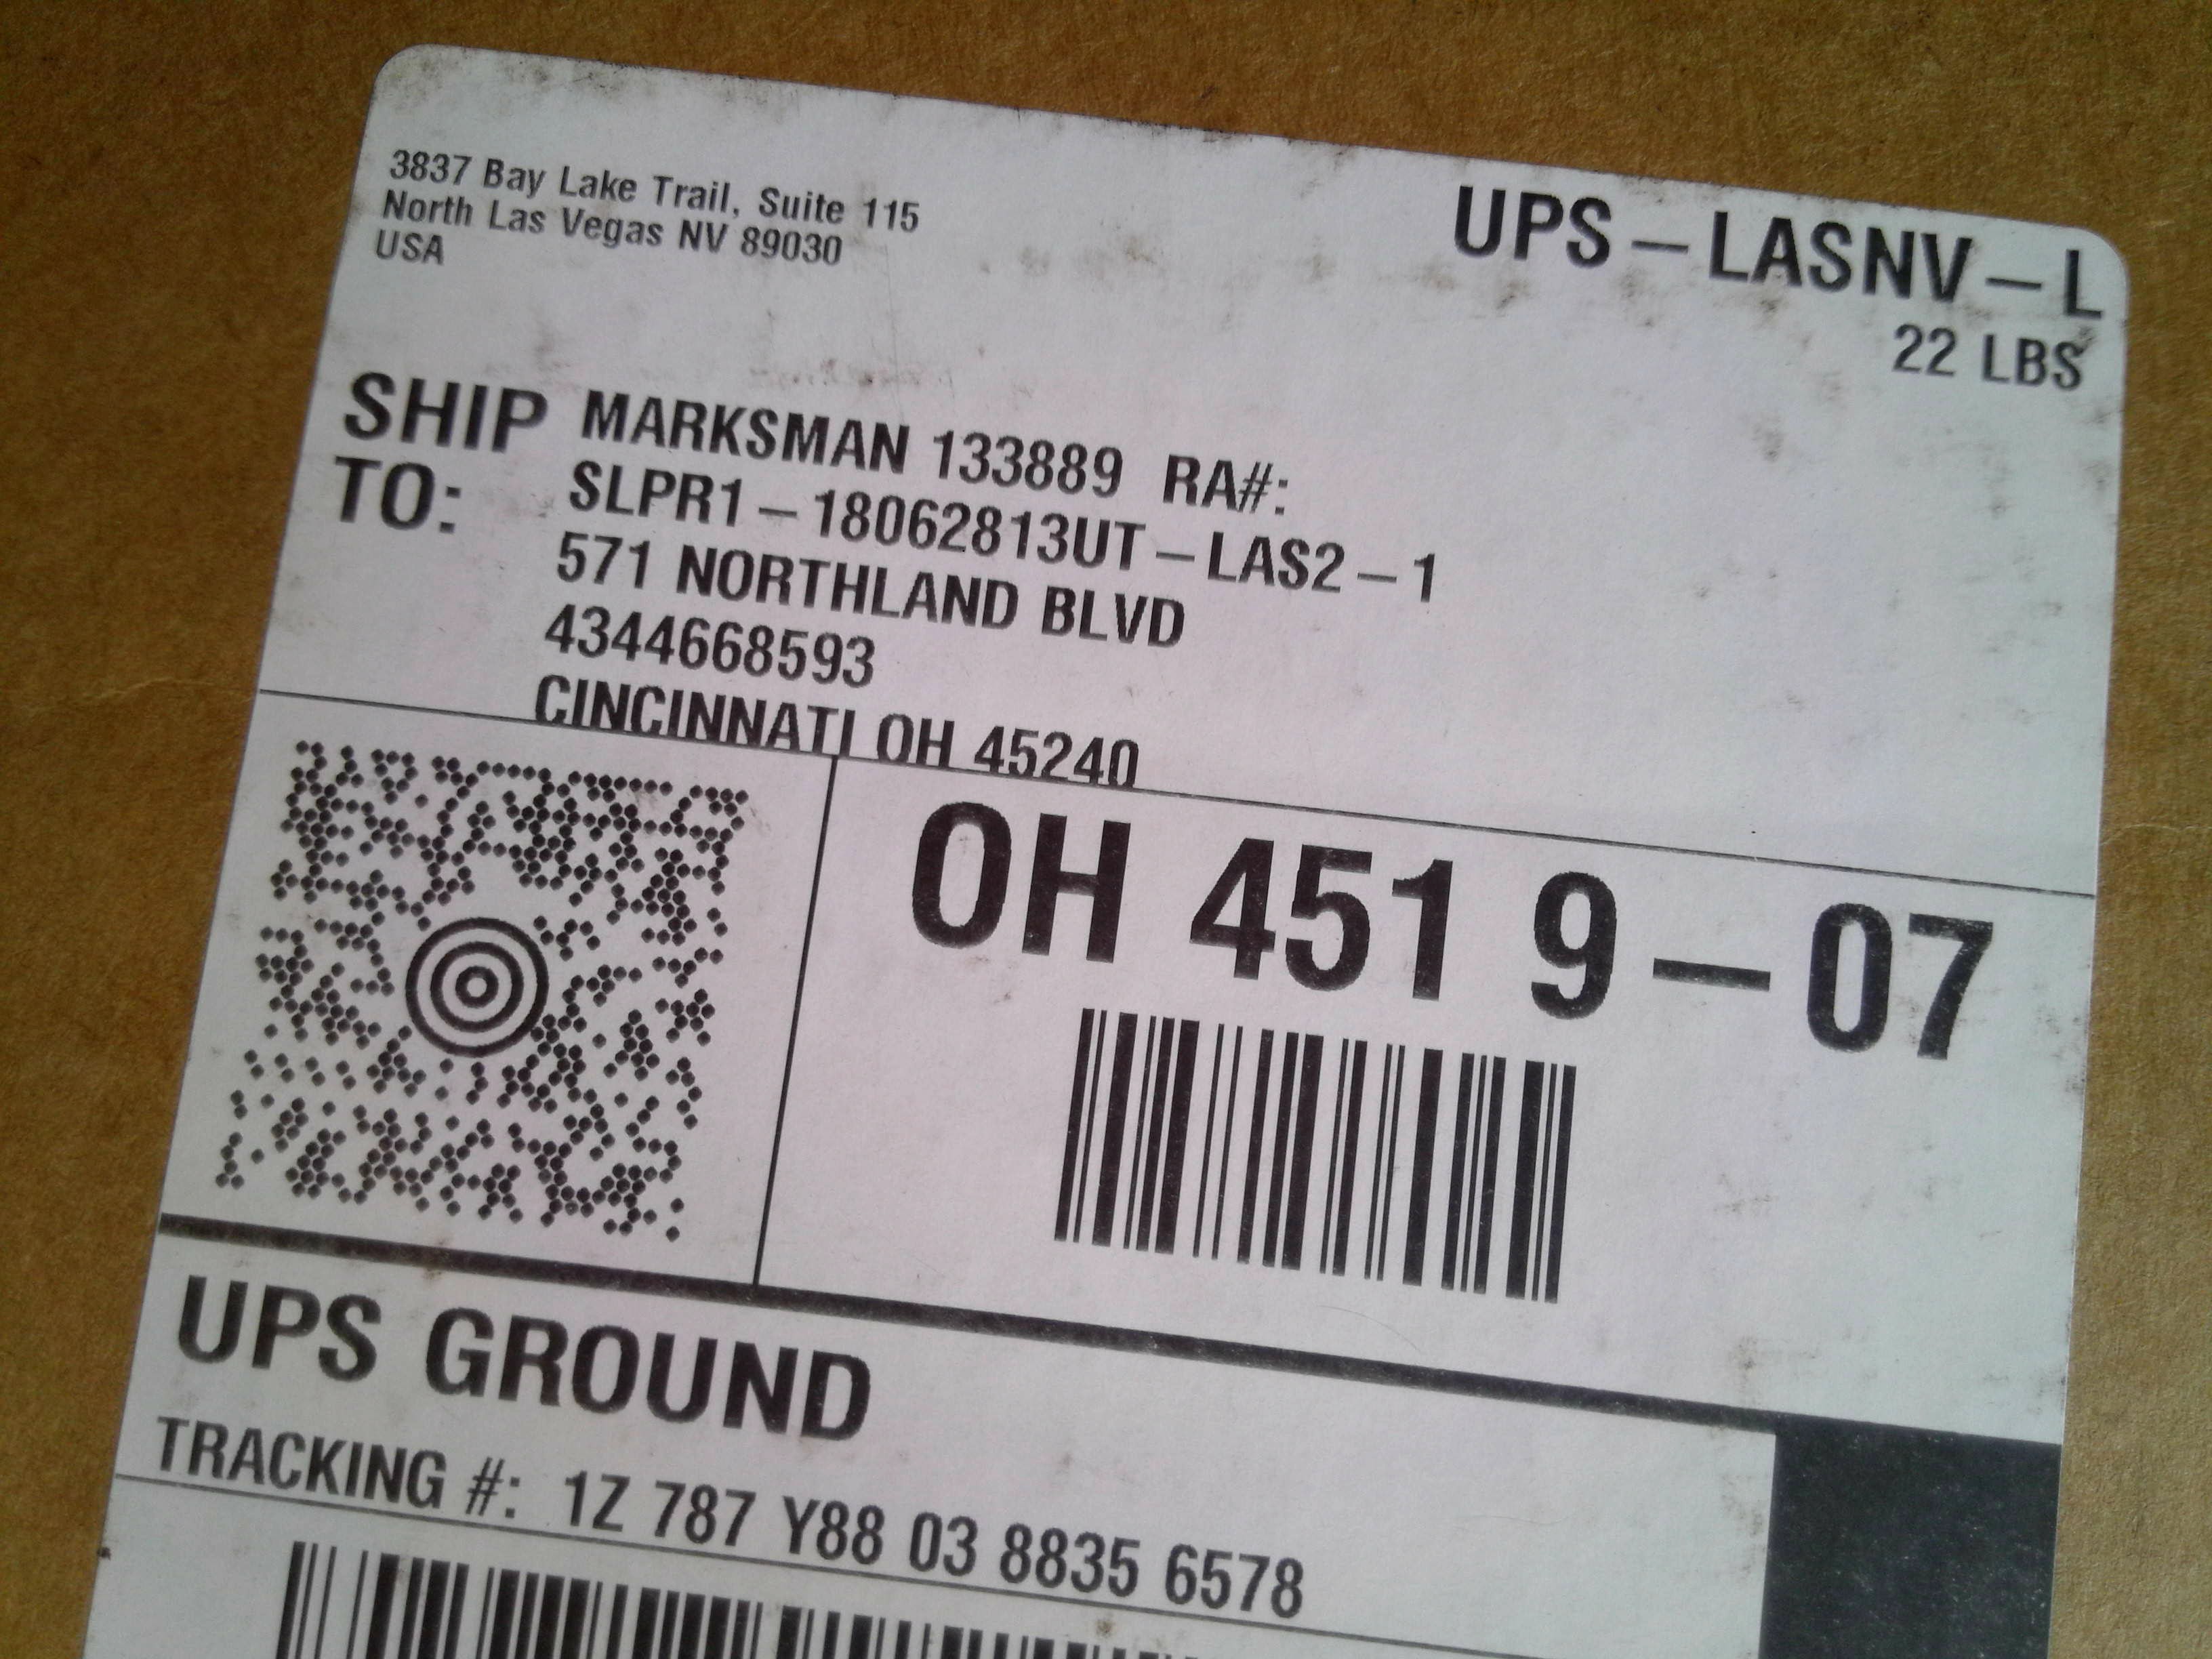 3837 Bay Lake Trail, Suite 115
North Las Vegas NV 89030
USA
UPS – LASNV – L
22 LBS
SHIP TO: MARKSMAN 133889 RA#:
SLPR1 – 18062813UT – LAS2 – 1
571 NORTHLAND BLVD
4344668593
CINCINNATI OH 45240
OH 451 9 – 07
UPS GROUND
TRACKING #: 1Z 787 Y88 03 8835 6578